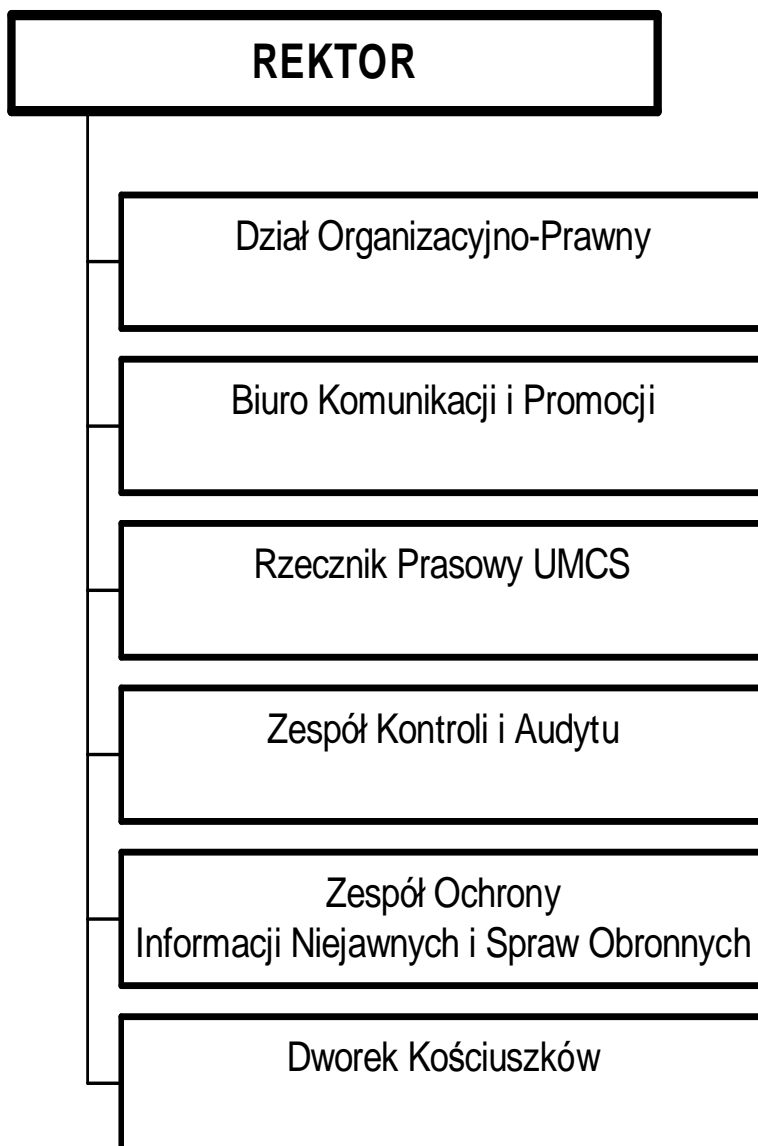 REKTOR
Dział Organizacyjno-Prawny
Biuro Komunikacji i Promocji
Rzecznik Prasowy UMCS
Zespół Kontroli i Audytu
Zespół Ochrony
Informacji Niejawnych i Spraw Obronnych
Dworek Kościuszków